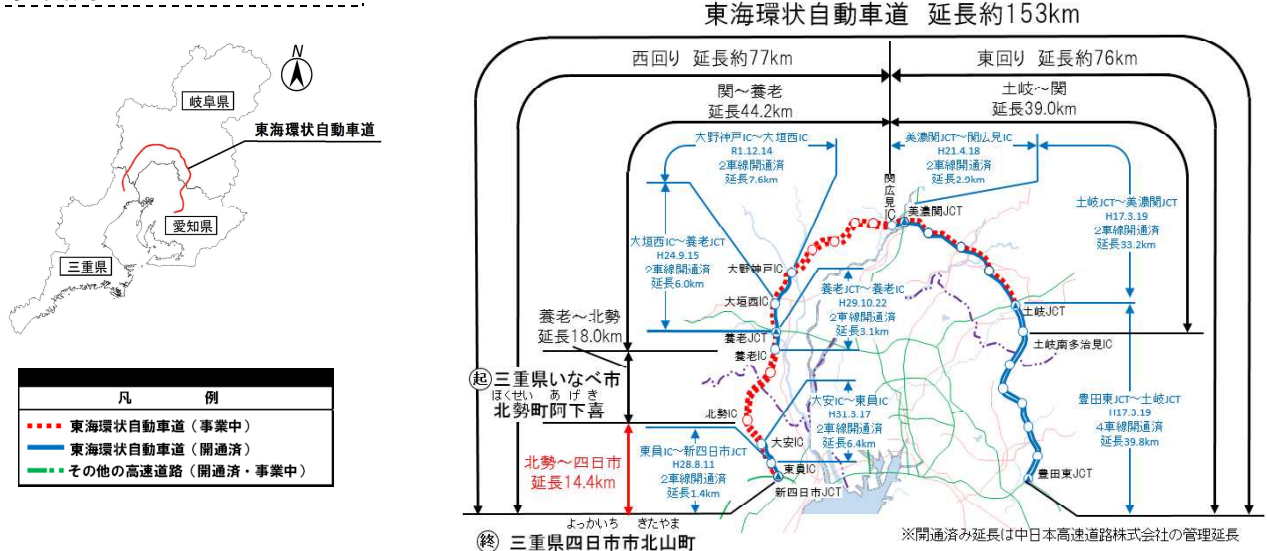 東海環状自動車道 延長約153km
西回り 延長約77km
東回り 延長約76km
関~養老
延長44.2km
土岐~関
延長39.0km
N
岐阜県
東海環状自動車道
愛知県
三重県
凡 例
東海環状自動車道(事業中)
東海環状自動車道(開通済)
その他の高速道路(開通済・事業中)
大野神戸IC~大垣西IC
R1.12.14
2車線開通済
延長7.6km
美濃関JCT~関広見IC
H21.4.18
2車線開通済
延長2.9km
土岐JCT~美濃関JCT
H17.3.19
2車線開通済
延長33.2km
大垣西IC~養老JCT
H24.9.15
2車線開通済
延長6.0km
関広見IC
美濃関JCT
大野神戸IC
大垣西IC
養老JCT
養老IC
養老JCT~養老IC
H29.10.22
2車線開通済
延長3.1km
土岐JCT
土岐南多治見IC
養老~北勢
延長18.0km
起 三重県いなべ市
ほくせい あげき
北勢町阿下喜
北勢IC
大安IC
東員IC
新四日市JCT
大安IC~東員IC
H31.3.17
2車線開通済
延長6.4km
豊田東JCT~土岐JCT
H17.3.19
4車線開通済
延長39.8km
豊田東JCT
北勢~四日市
延長14.4km
東員IC~新四日市JCT
H28.8.11
2車線開通済
延長1.4km
よっかいち きたやま
終 三重県四日市市北山町
※開通済み延長は中日本高速道路株式会社の管理延長